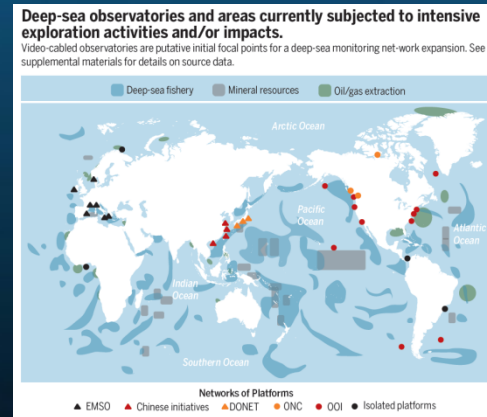 Deep-sea observatories and areas currently subjected to intensive
exploration activities and/or impacts.
Video-cabled observatories are putative initial focal points for a deep-sea monitoring net-work expansion. See
supplemental materials for details on source data.
Deep-sea fishery Mineral resources Oil/gas extraction
Arctic Ocean
Pacific
Ocean
Atlantic
Ocean
Indian
Ocean
Southern Ocean
Networks of Platforms
EMSO Chinese initiatives DONET ONC OOI Isolated platforms